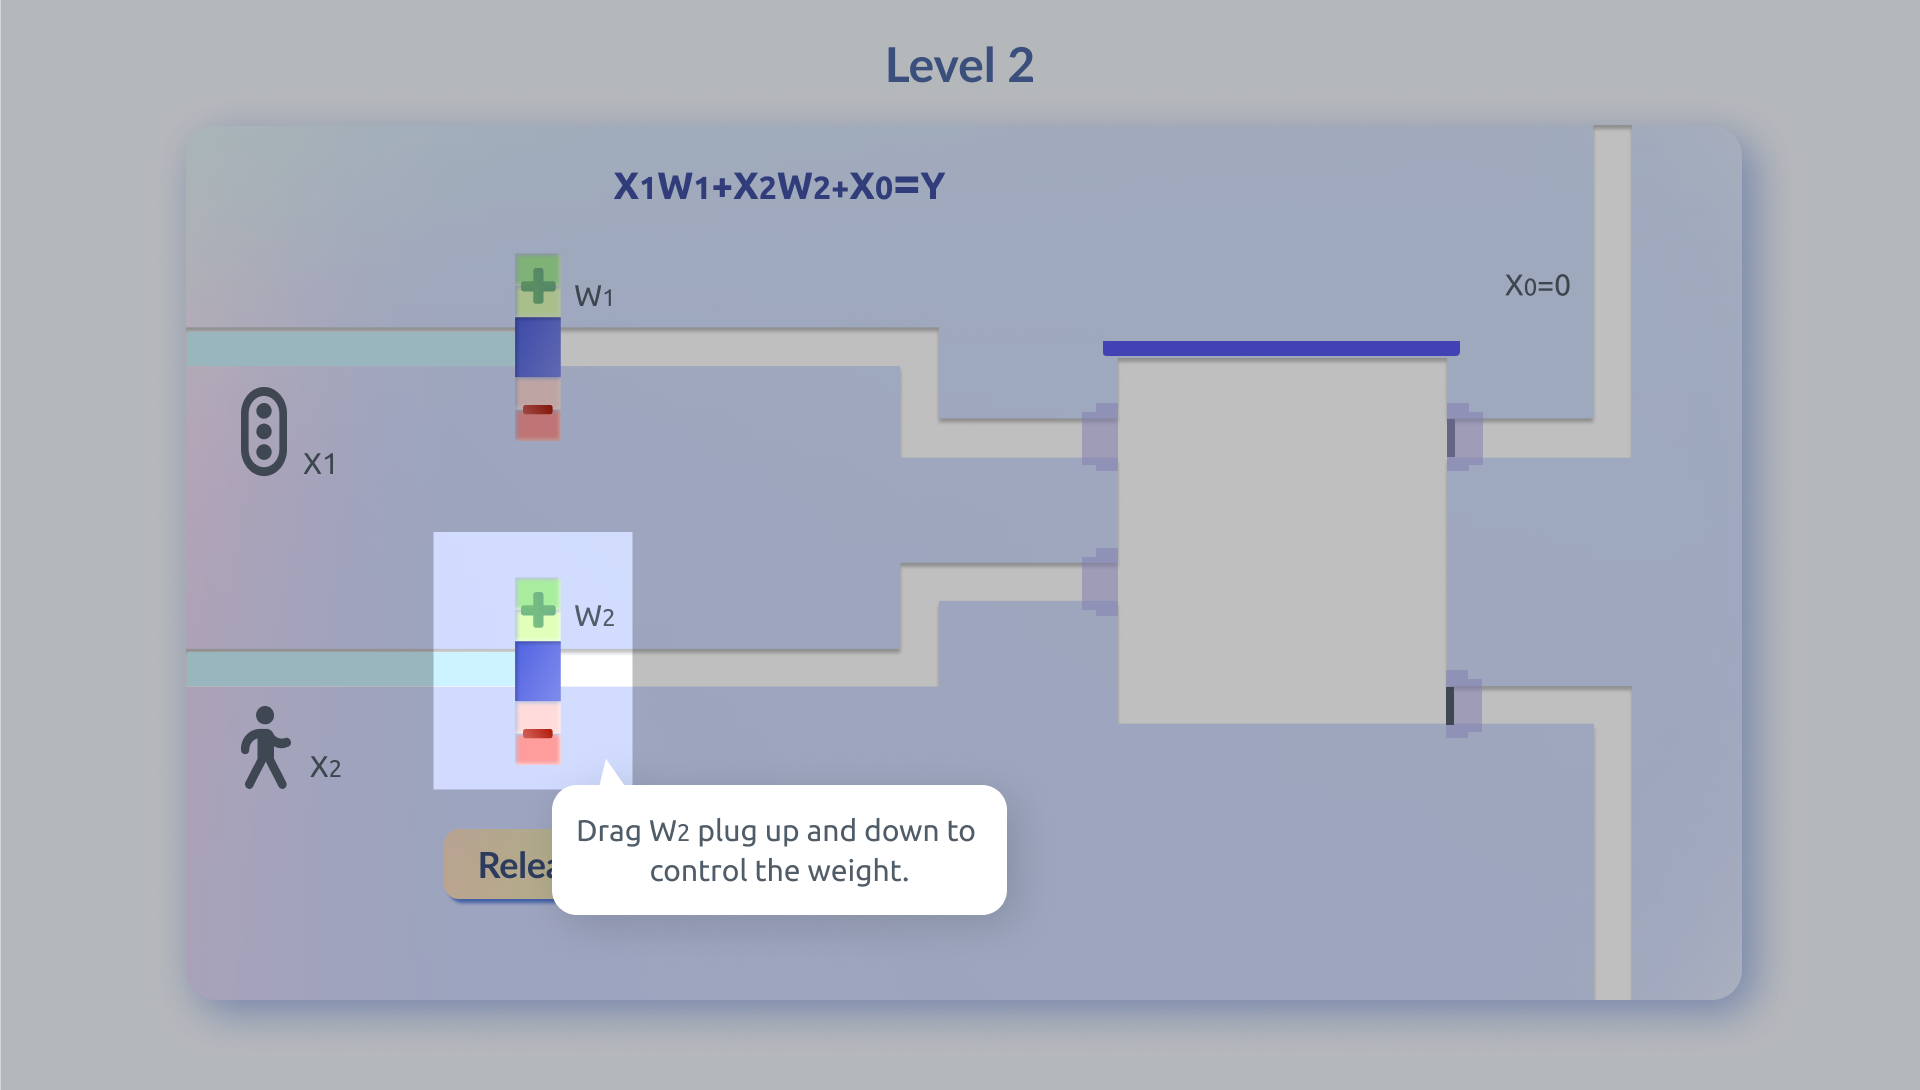 Level 2
X1W1+X2W2+X0=Y
W1
X0=0
X1
W2
X2
Drag W2 plug up and down to
control the weight.